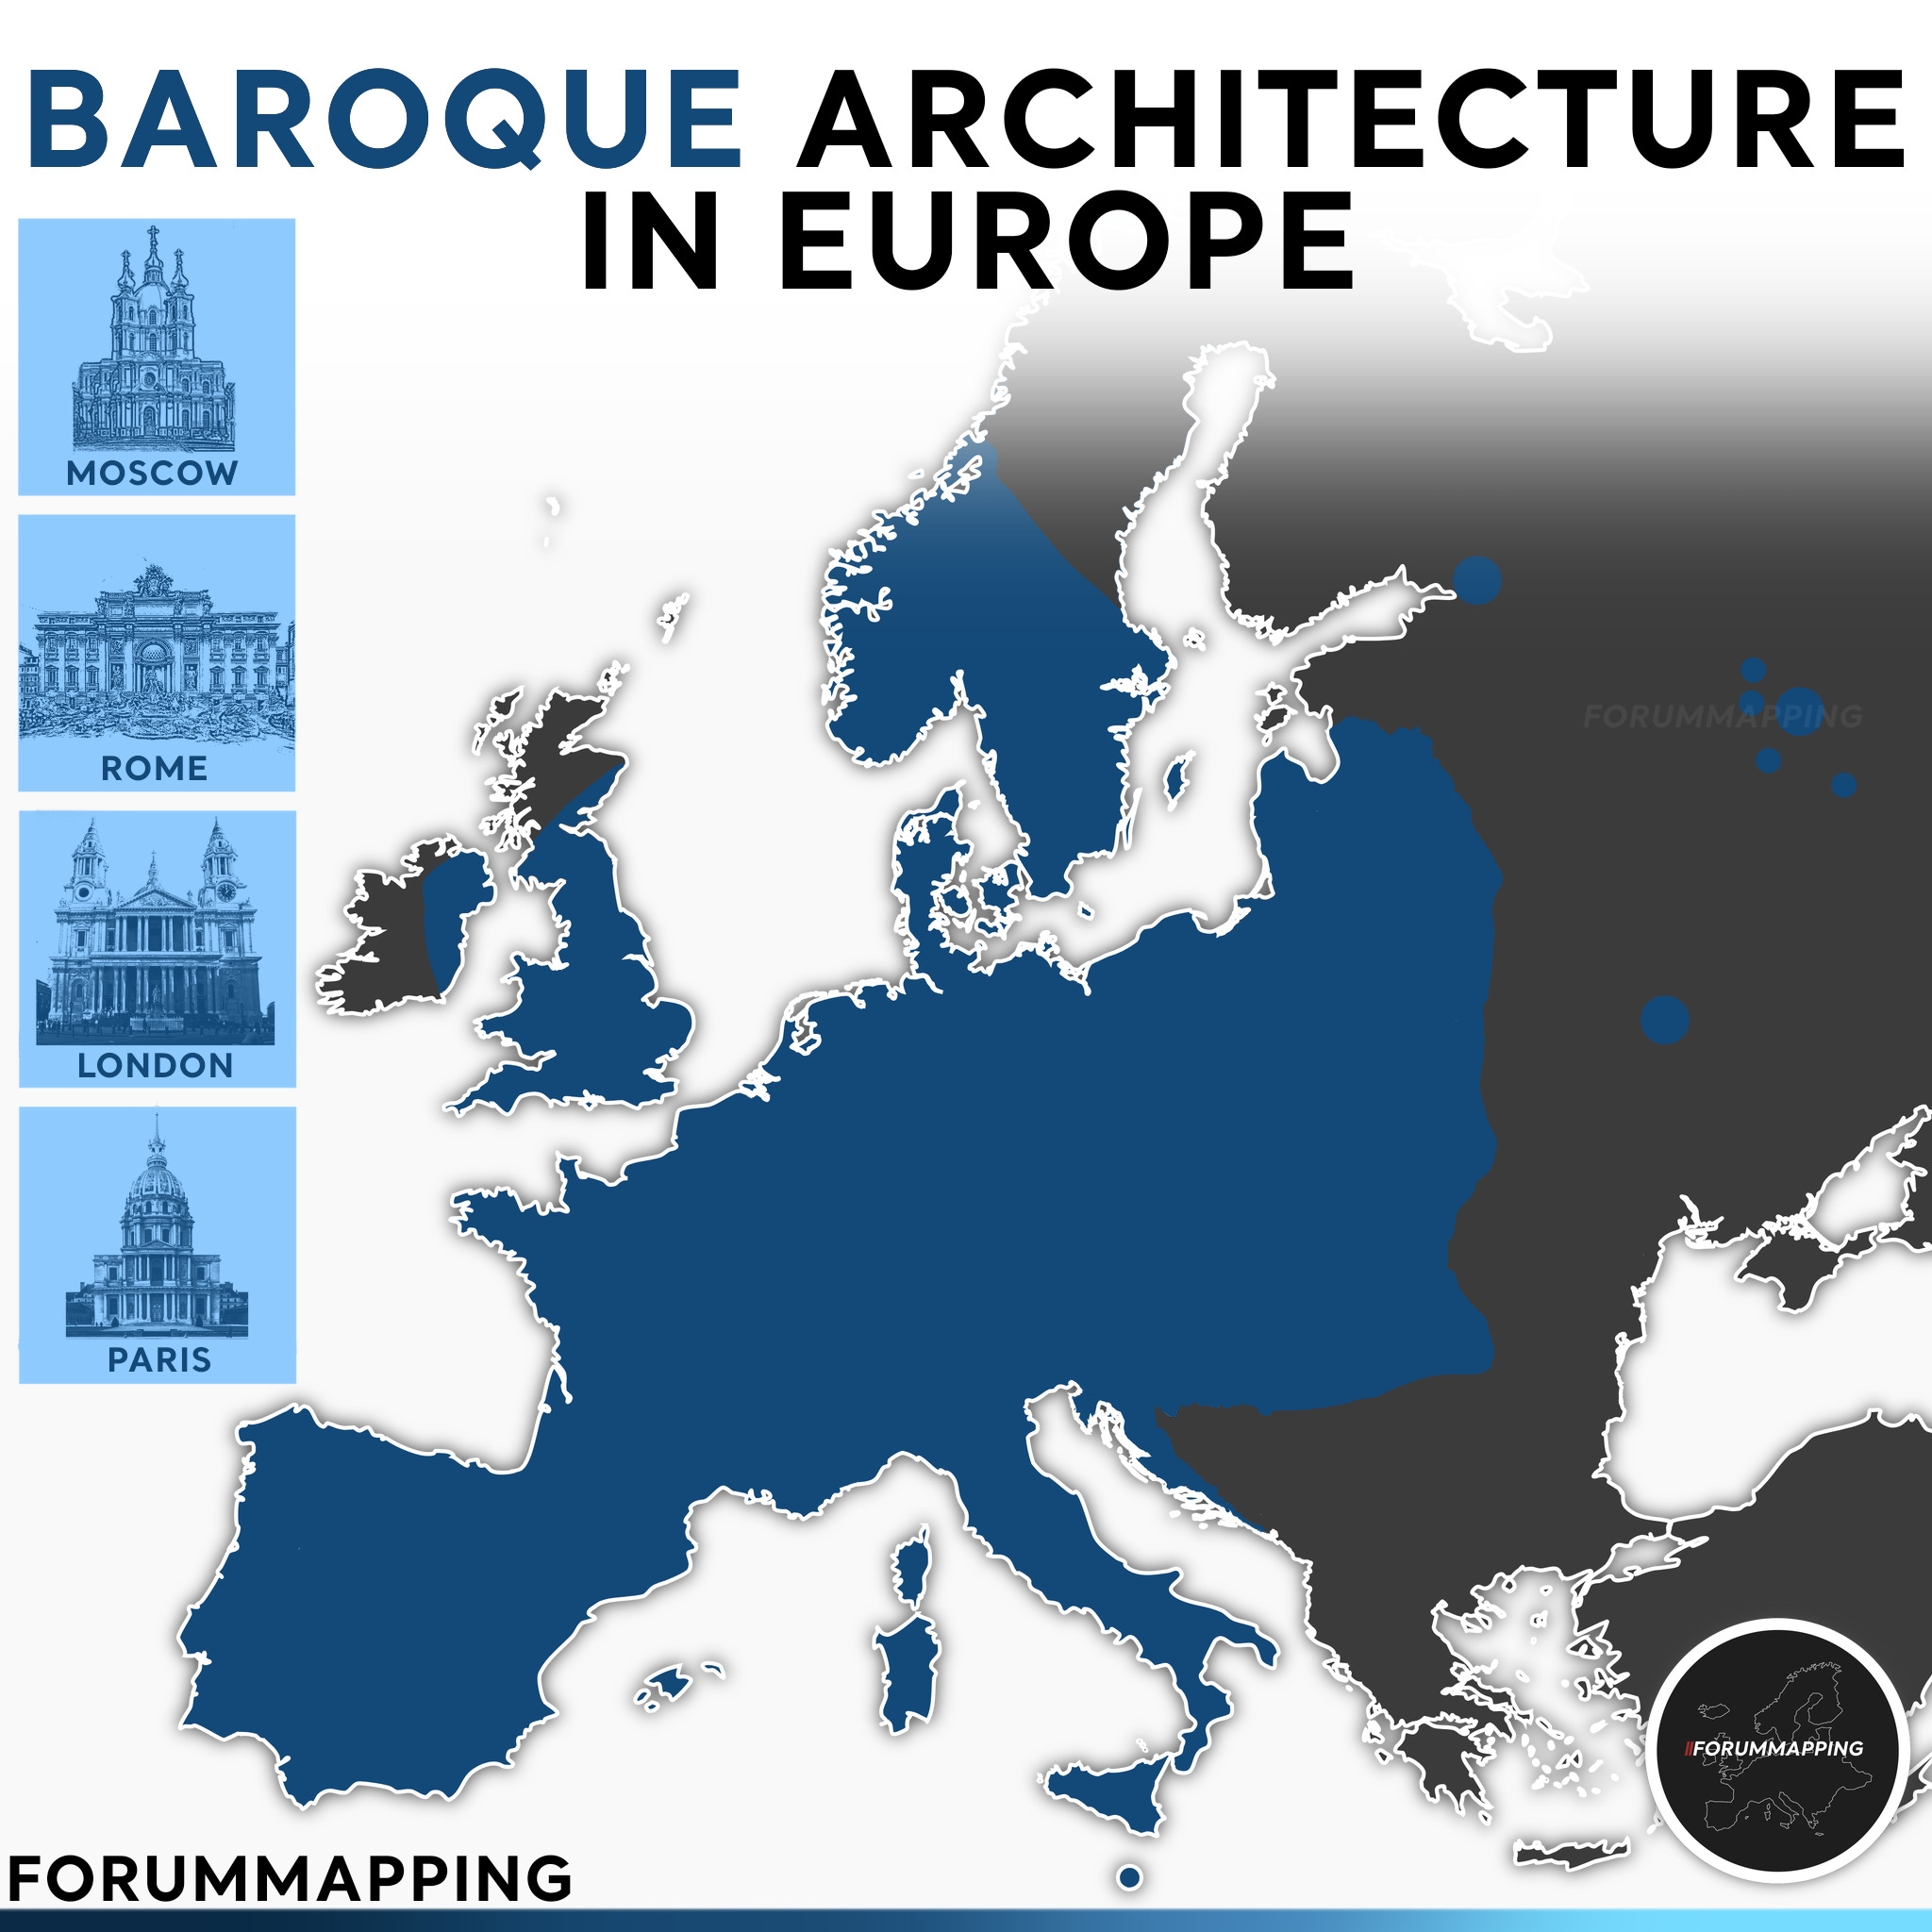 BAROQUE ARCHITECTURE
IN EUROPE
MOSCOW
ROME
LONDON
PARIS
FORUMMAPPING
//FORUMMAPPING
FORUMMAPPING